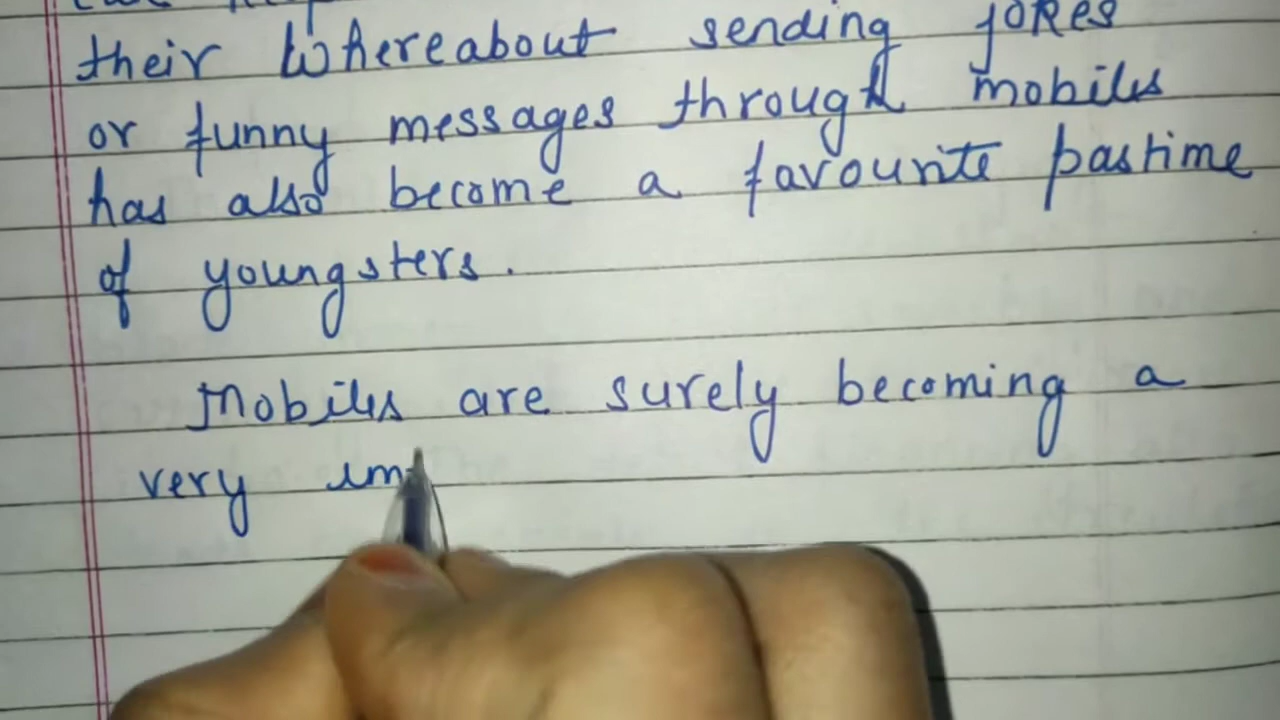 their whereabout sending jokes
or funny messages through mobiles
has also become a favourite pastime
of youngsters.
Mobiles are surely becoming a
very im